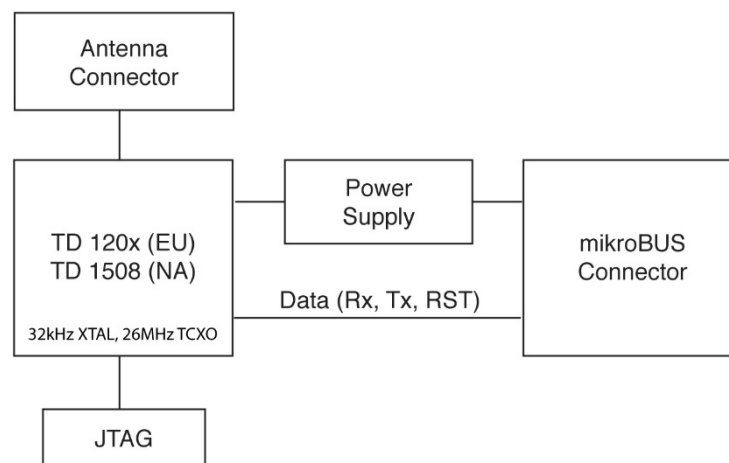 Antenna
Connector
TD 120x (EU)
TD 1508 (NA)
32kHz XTAL, 26MHz TCXO
Power
Supply
Data (Rx, Tx, RST)
mikroBUS
Connector
JTAG